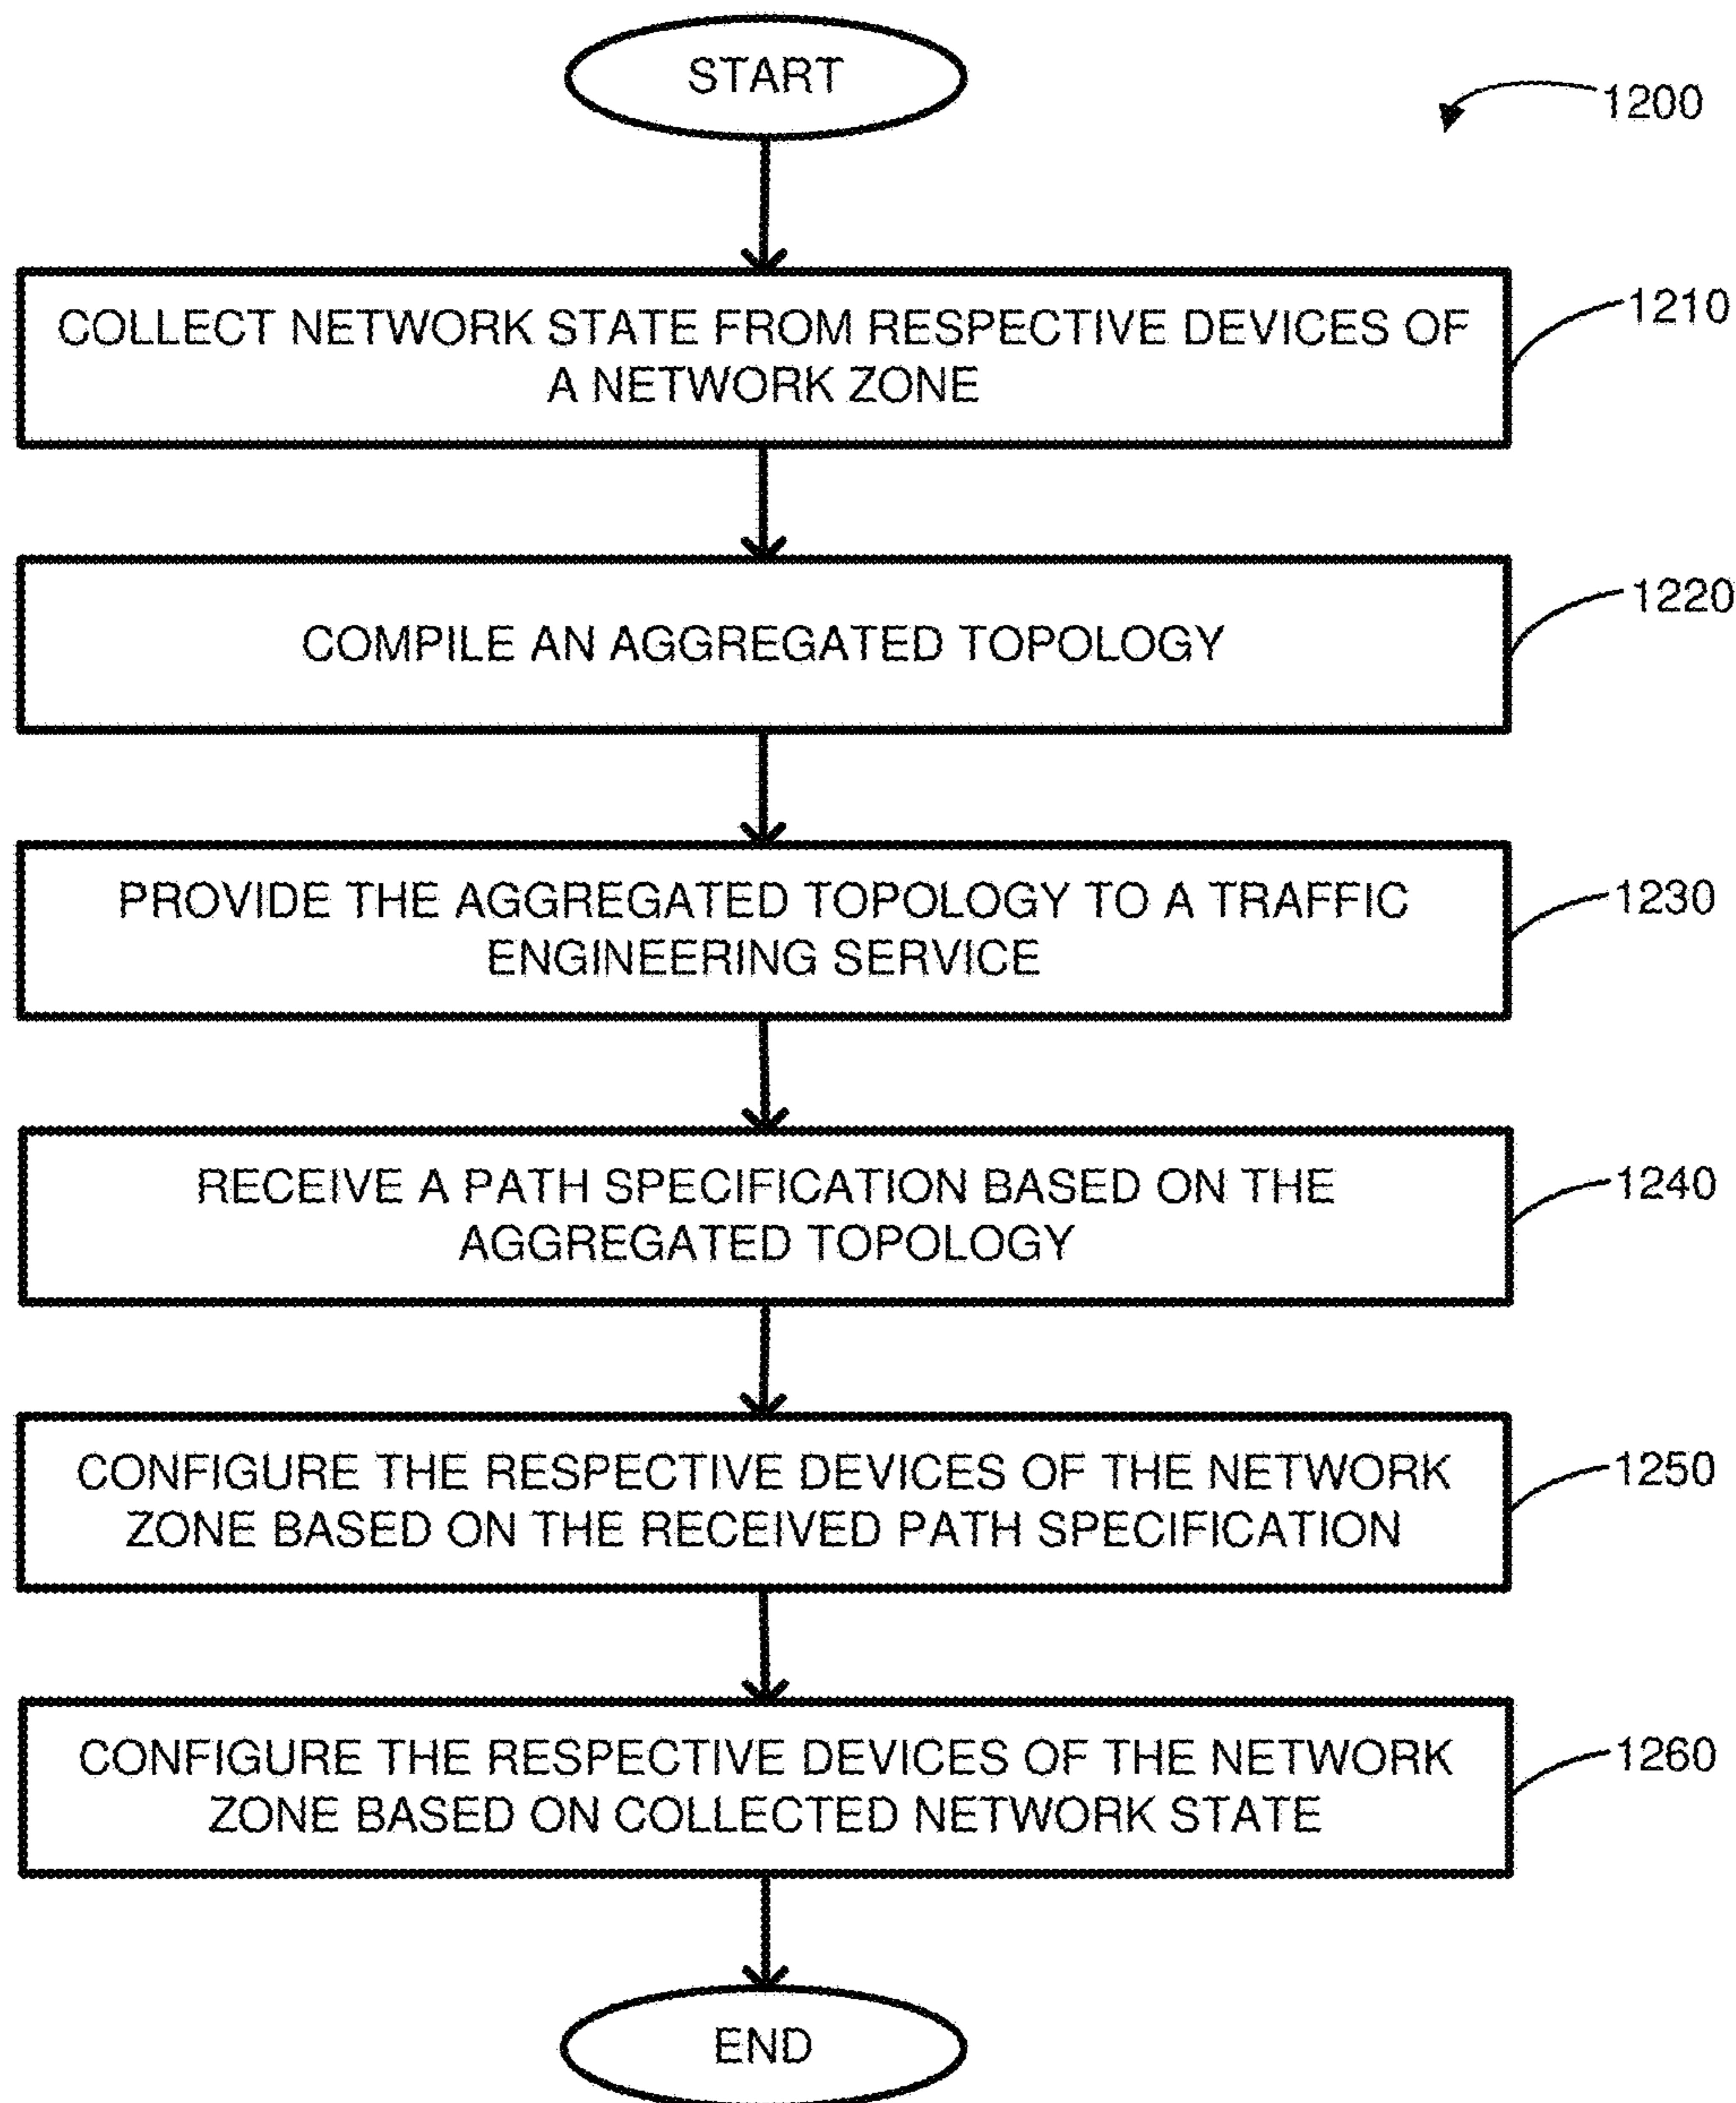 START
1200
COLLECT NETWORK STATE FROM RESPECTIVE DEVICES OF
A NETWORK ZONE
1210
COMPILE AN AGGREGATED TOPOLOGY
1220
PROVIDE THE AGGREGATED TOPOLOGY TO A TRAFFIC
ENGINEERING SERVICE
1230
RECEIVE A PATH SPECIFICATION BASED ON THE
AGGREGATED TOPOLOGY
1240
CONFIGURE THE RESPECTIVE DEVICES OF THE NETWORK
ZONE BASED ON THE RECEIVED PATH SPECIFICATION
1250
CONFIGURE THE RESPECTIVE DEVICES OF THE NETWORK
ZONE BASED ON COLLECTED NETWORK STATE
1260
END